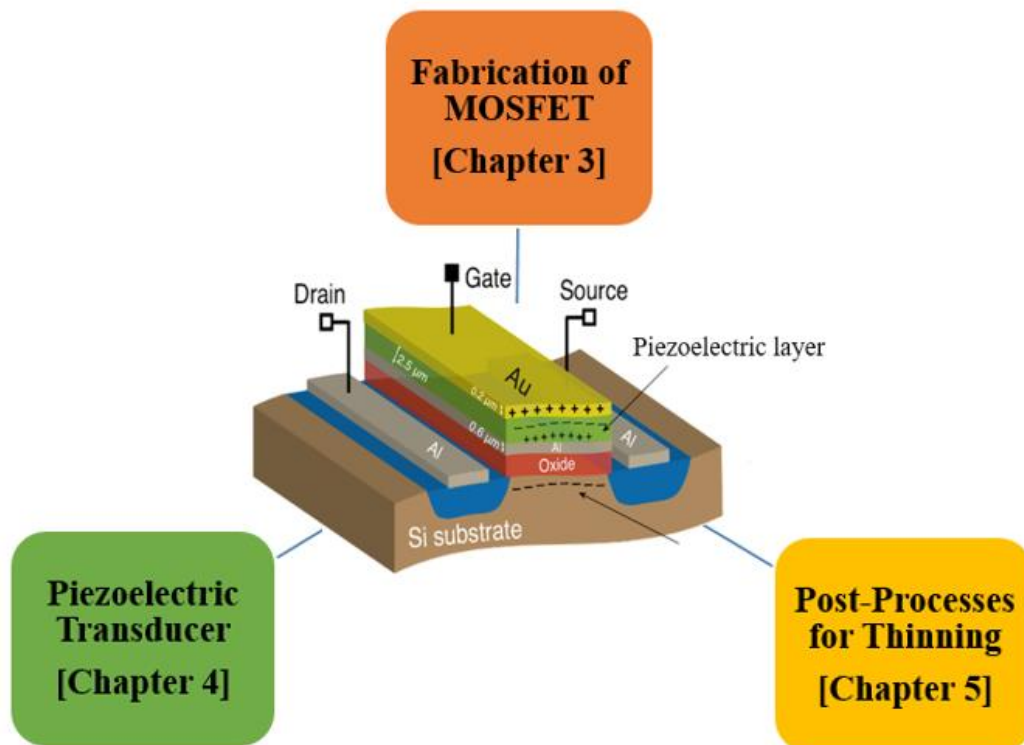 Fabrication of
MOSFET
[Chapter 3]
Gate
Drain
Source
Piezoelectric layer
2.5 μm
Au
0.2 μm
+ + + + + + + +
0.6 μm
+++++++++
Al
Al
Al
Oxide
Si substrate
Piezoelectric
Transducer
[Chapter 4]
Post-Processes
for Thinning
[Chapter 5]